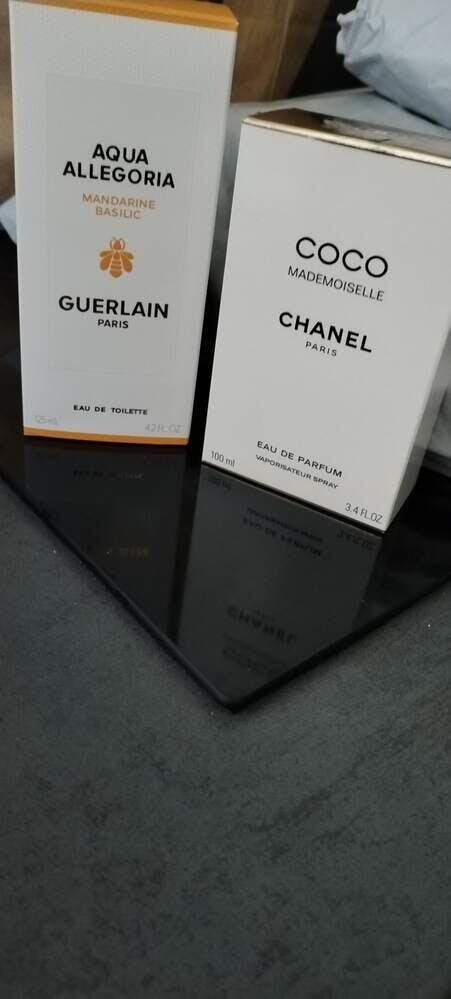 AQUA
ALLEGORIA
MANDARINE
BASILIC
GUERLAIN
PARIS
EAU DE TOILETTE
125 mL
4.2 FL. OZ
COCO
MADEMOISELLE
CHANEL
PARIS
EAU DE PARFUM
VAPORISATEUR SPRAY
100 ml
3.4 FL.OZ